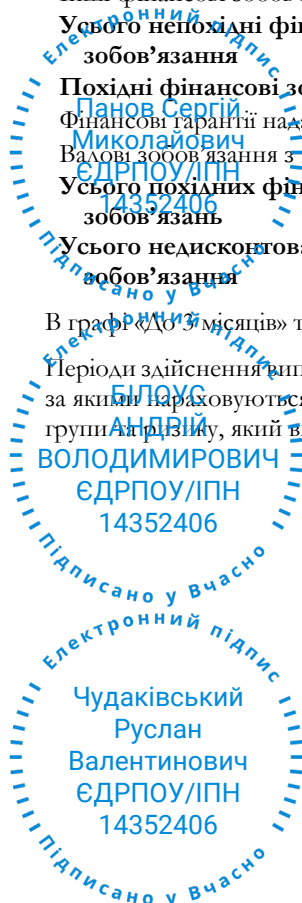 Усього непохідні фін
зобов'язання
Похідні фінансові зо
Фінансові гарантії над
Валові зобов'язання з
Усього похідних фін
зобов'язань
Усього недисконтова
зобов'язання
В графі «До 3 місяців» т
Періоди здійснення вип
за якими нараховуються
групи та ризику, який в
Електронний підпис
Панов Сергій
Миколайович
ЄДРПОУ/ІПН
14352406
Підписано у Вчасно
Електронний підпис
БІЛОУС
АНДРІЙ
ВОЛОДИМИРОВИЧ
ЄДРПОУ/ІПН
14352406
Підписано у Вчасно
Електронний підпис
Чудаківський
Руслан
Валентинович
ЄДРПОУ/ІПН
14352406
Підписано у Вчасно